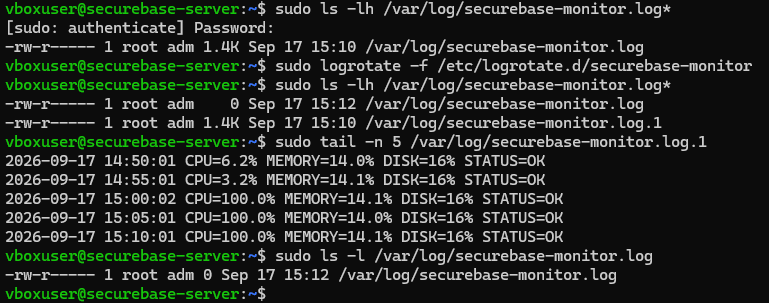 vboxuser@securebase-server:~$ sudo ls -lh /var/log/securebase-monitor.log*
[sudo: authenticate] Password:
-rw-r----- 1 root adm 1.4K Sep 17 15:10 /var/log/securebase-monitor.log
vboxuser@securebase-server:~$ sudo logrotate -f /etc/logrotate.d/securebase-monitor
vboxuser@securebase-server:~$ sudo ls -lh /var/log/securebase-monitor.log*
-rw-r----- 1 root adm    0 Sep 17 15:12 /var/log/securebase-monitor.log
-rw-r----- 1 root adm 1.4K Sep 17 15:10 /var/log/securebase-monitor.log.1
vboxuser@securebase-server:~$ sudo tail -n 5 /var/log/securebase-monitor.log.1
2026-09-17 14:50:01 CPU=6.2% MEMORY=14.0% DISK=16% STATUS=OK
2026-09-17 14:55:01 CPU=3.2% MEMORY=14.1% DISK=16% STATUS=OK
2026-09-17 15:00:02 CPU=100.0% MEMORY=14.1% DISK=16% STATUS=OK
2026-09-17 15:05:01 CPU=100.0% MEMORY=14.0% DISK=16% STATUS=OK
2026-09-17 15:10:01 CPU=100.0% MEMORY=14.1% DISK=16% STATUS=OK
vboxuser@securebase-server:~$ sudo ls -l /var/log/securebase-monitor.log
-rw-r----- 1 root adm 0 Sep 17 15:12 /var/log/securebase-monitor.log
vboxuser@securebase-server:~$